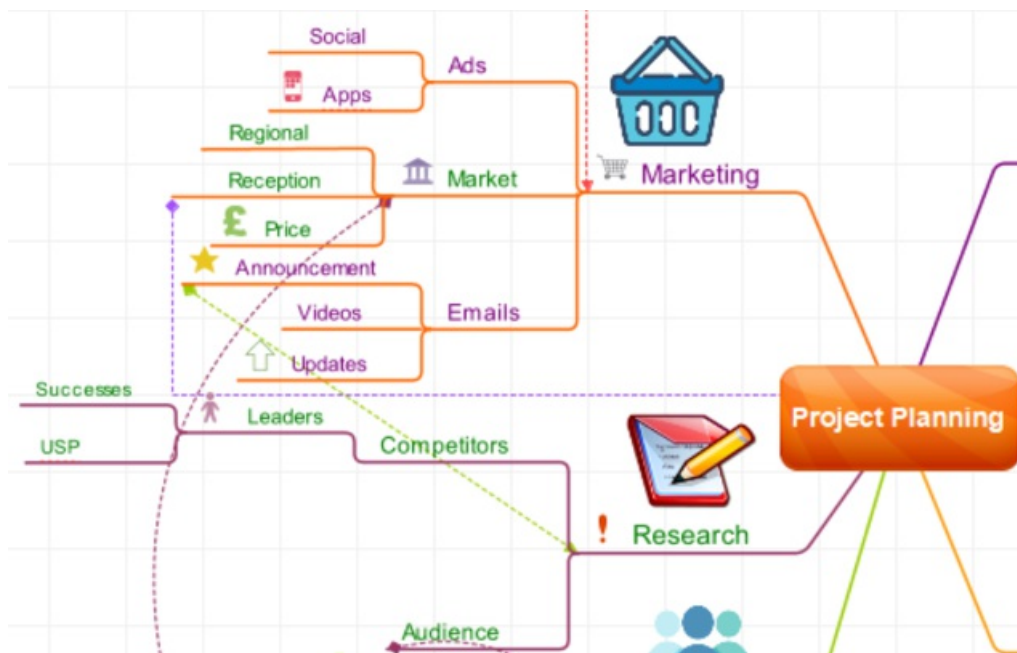 Social
Ads
Apps
Regional
Reception
Market
Marketing
Price
Announcement
Videos
Emails
Updates
Successes
Leaders
USP
Competitors
Project Planning
Research
Audience